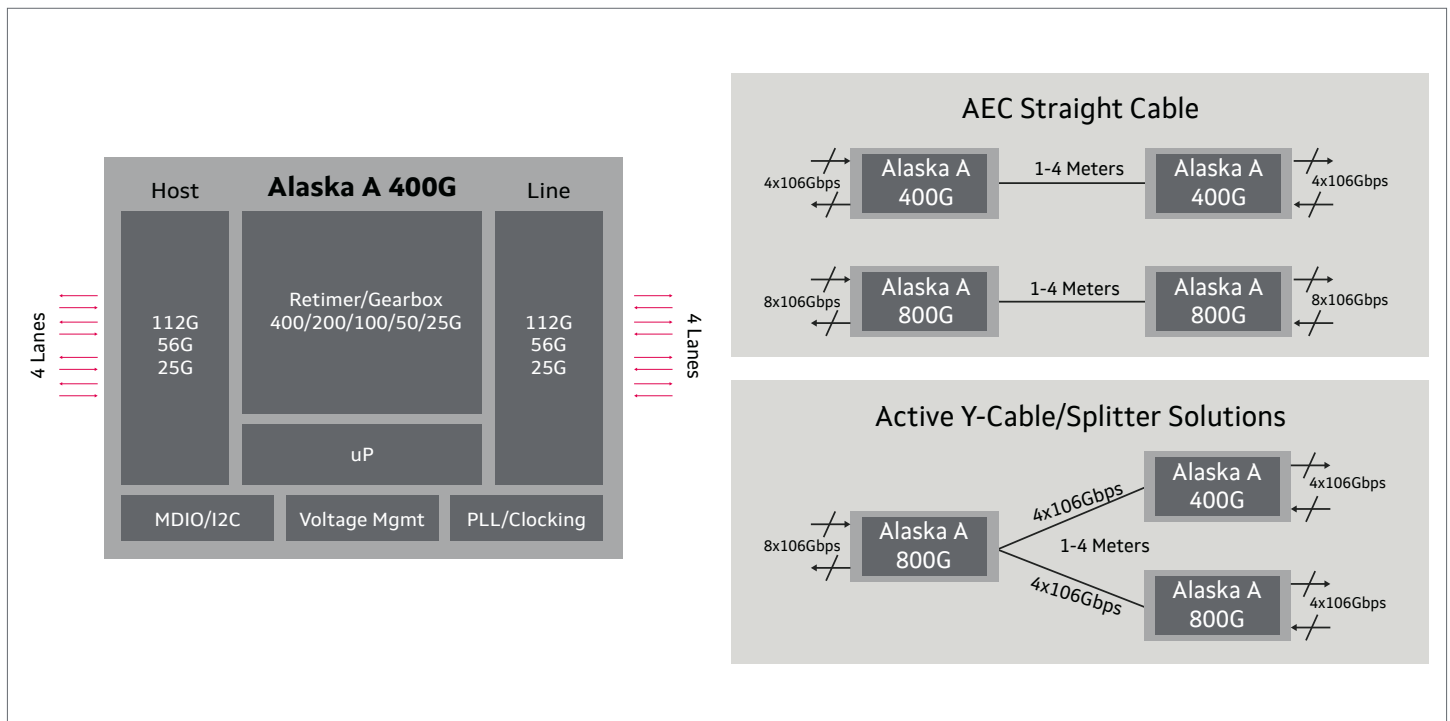 Alaska A 400G
Host
Line
4 Lanes
112G
56G
25G
Retimer/Gearbox
400/200/100/50/25G
112G
56G
25G
4 Lanes
uP
MDIO/I2C
Voltage Mgmt
PLL/Clocking
AEC Straight Cable
4x106Gbps
Alaska A
400G
1-4 Meters
Alaska A
400G
4x106Gbps
8x106Gbps
Alaska A
800G
1-4 Meters
Alaska A
800G
8x106Gbps
Active Y-Cable/Splitter Solutions
8x106Gbps
Alaska A
800G
4x106Gbps
1-4 Meters
4x106Gbps
Alaska A
400G
4x106Gbps
Alaska A
800G
4x106Gbps